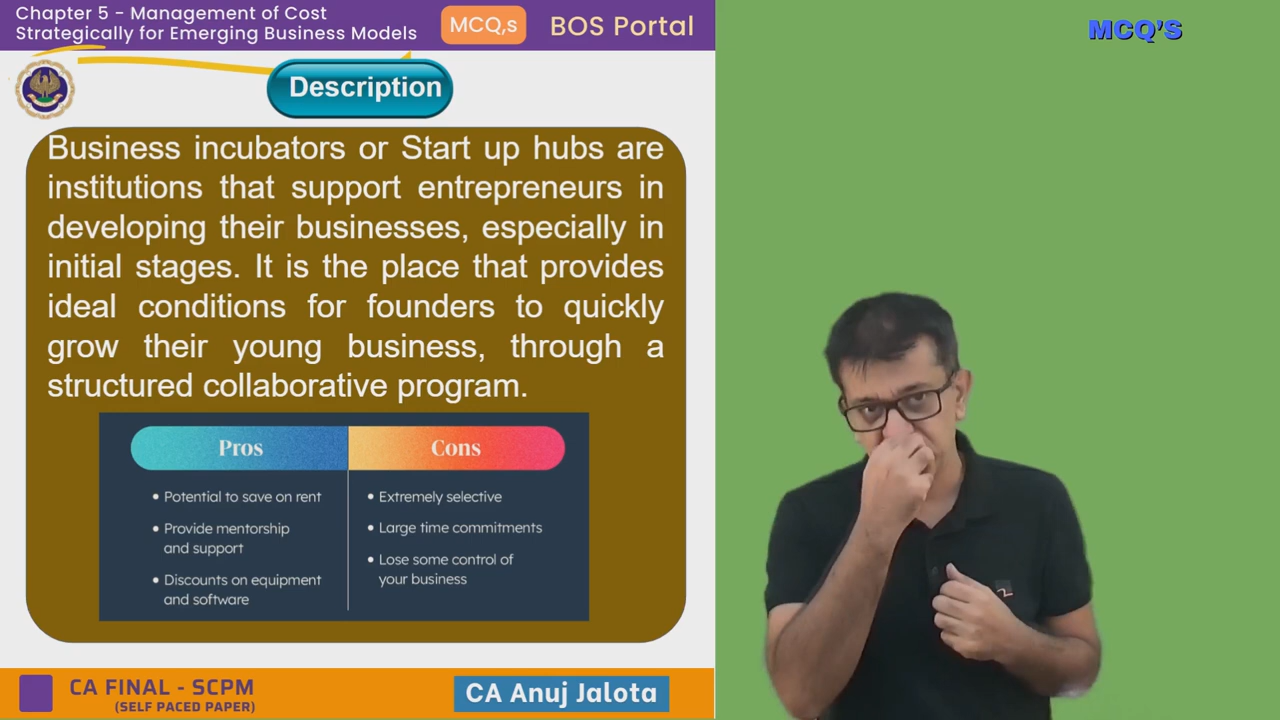 Chapter 5 - Management of Cost
Strategically for Emerging Business Models
MCQ,s
BOS Portal
MCQ'S
Description
Business incubators or Start up hubs are
institutions that support entrepreneurs in
developing their businesses, especially in
initial stages. It is the place that provides
ideal conditions for founders to quickly
grow their young business, through a
structured collaborative program.
Pros
• Potential to save on rent
• Provide mentorship
and support
• Discounts on equipment
and software
Cons
• Extremely selective
• Large time commitments
• Lose some control of
your business
CA FINAL - SCPM
(SELF PACED PAPER)
CA Anuj Jalota